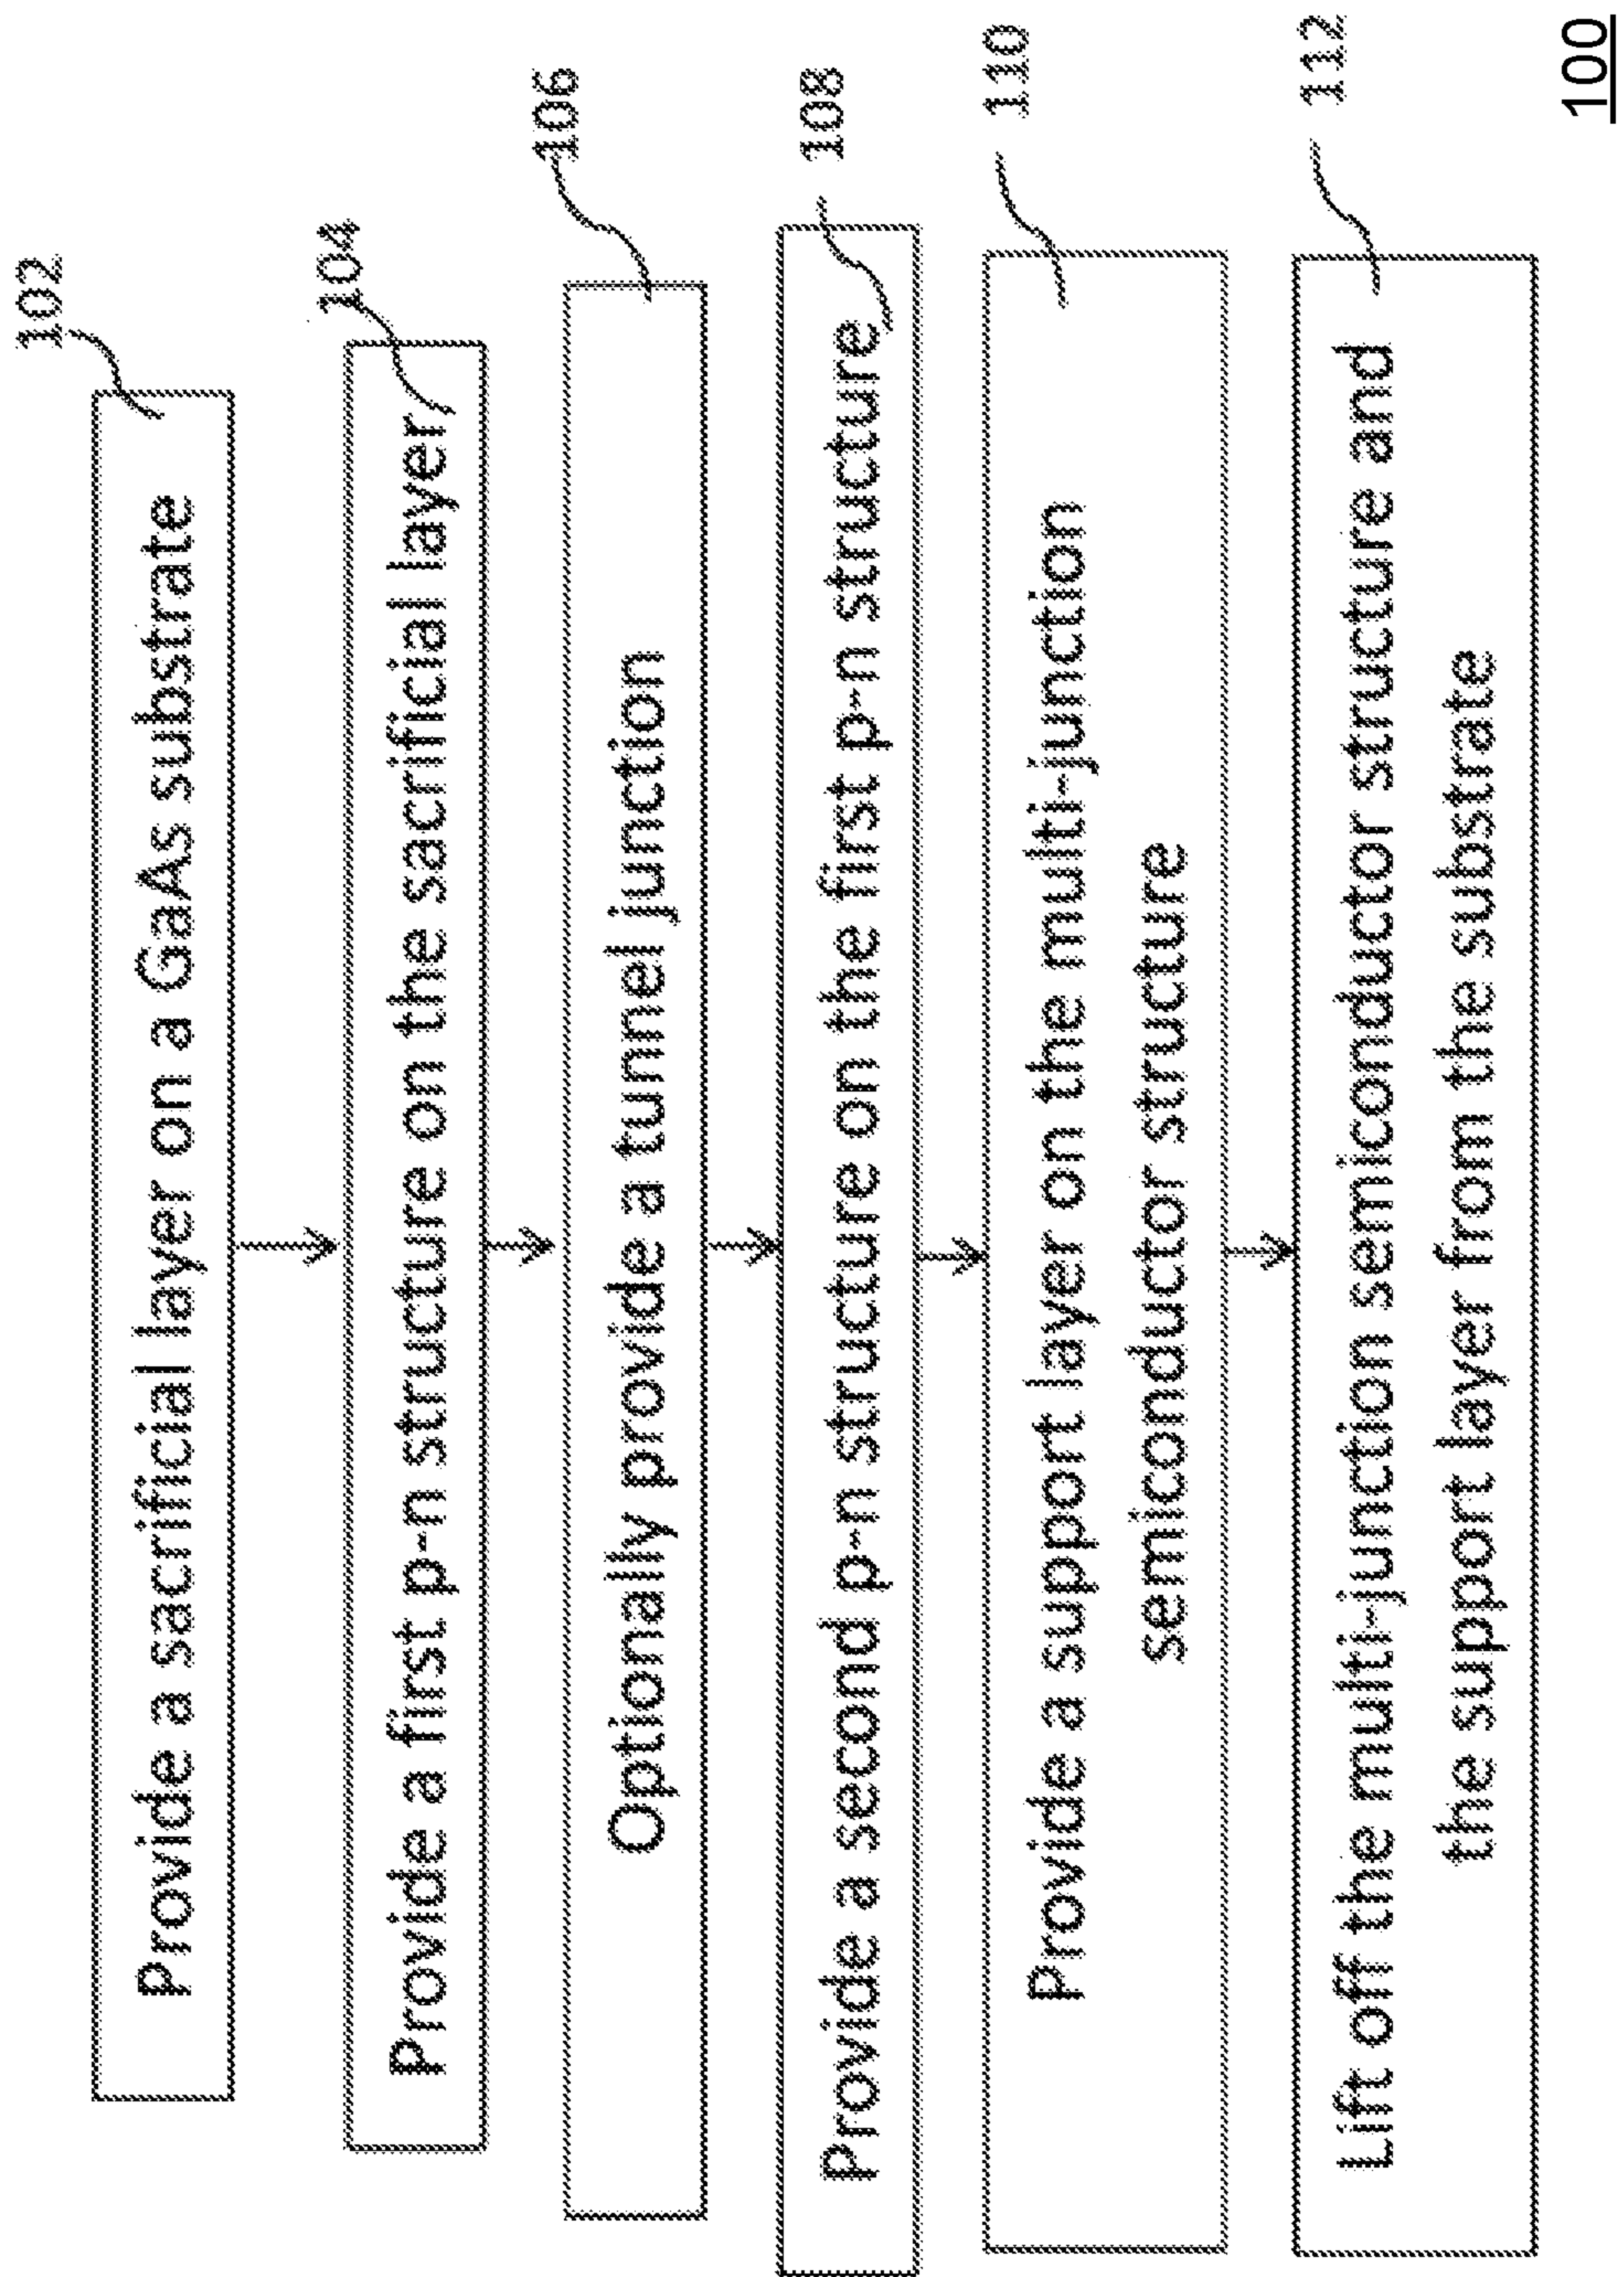 102
Provide a sacrificial layer on a GaAs substrate
104
Provide a first p-n structure on the sacrificial layer
106
Optionally provide a tunnel junction
108
Provide a second p-n structure on the first p-n structure
110
Provide a support layer on the multi-junction
semiconductor structure
112
Lift off the multi-junction semiconductor structure and
the support layer from the substrate
100